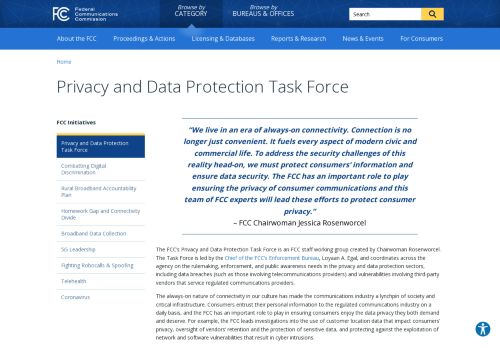 FCC Federal
Communications
Commission
Browse by
CATEGORY
Browse by
BUREAUS & OFFICES
Search
About the FCC
Proceedings & Actions
Licensing & Databases
Reports & Research
News & Events
For Consumers
Home
Privacy and Data Protection Task Force
FCC Initiatives
Privacy and Data Protection
Task Force
Combatting Digital
Discrimination
Rural Broadband Accountability
Plan
Homework Gap and Connectivity
Divide
Broadband Data Collection
5G Leadership
Fighting Robocalls & Spoofing
Telehealth
Coronavirus
“We live in an era of always-on connectivity. Connection is no
longer just convenient. It fuels every aspect of modern civic and
commercial life. To address the security challenges of this
reality head-on, we must protect consumers’ information and
ensure data security. The FCC has an important role to play
ensuring the privacy of consumer communications and this
team of FCC experts will lead these efforts to protect consumer
privacy.”
– FCC Chairwoman Jessica Rosenworcel
The FCC's Privacy and Data Protection Task Force is an FCC staff working group created by Chairwoman Rosenworcel.
The Task Force is led by the Chief of the FCC's Enforcement Bureau, Loyaan A. Egal, and coordinates across the
agency on the rulemaking, enforcement, and public awareness needs in the privacy and data protection sectors,
including data breaches (such as those involving telecommunications providers) and vulnerabilities involving third-party
vendors that service regulated communications providers.
The always-on nature of connectivity in our culture has made the communications industry a lynchpin of society and
critical infrastructure. Consumers entrust their personal information to the regulated communications industry on a
daily basis, and the FCC has an important role to play in ensuring consumers enjoy the data privacy they both demand
and deserve. For example, the FCC leads investigations into the use of customer location data that impact consumers'
privacy, oversight of vendors' retention and the protection of sensitive data, and protecting against the exploitation of
network and software vulnerabilities that result in cyber intrusions